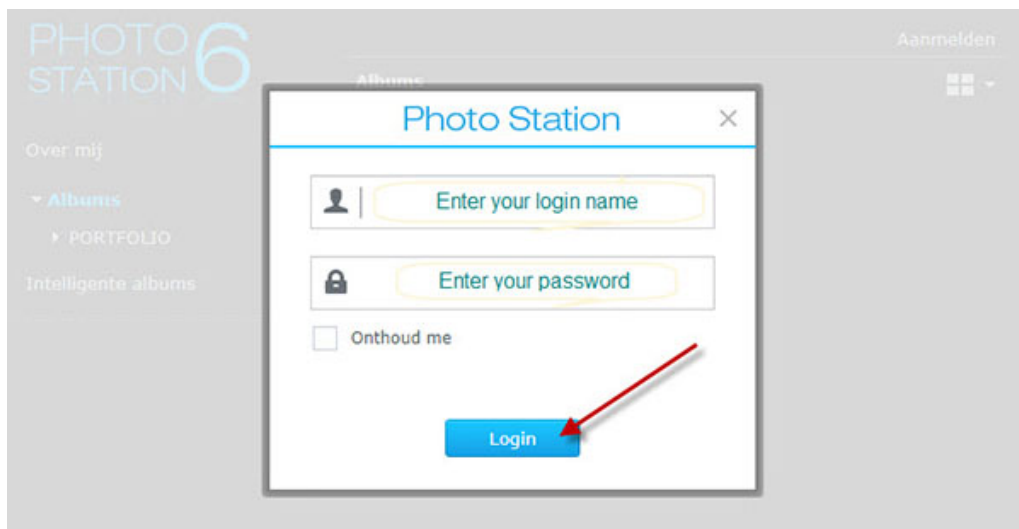 PHOTO
STATION 6
Aanmelden
Albums
Photo Station
Over mij
Enter your login name
Albums
PORTFOLIO
Enter your password
Intelligente albums
Onthoud me
Login